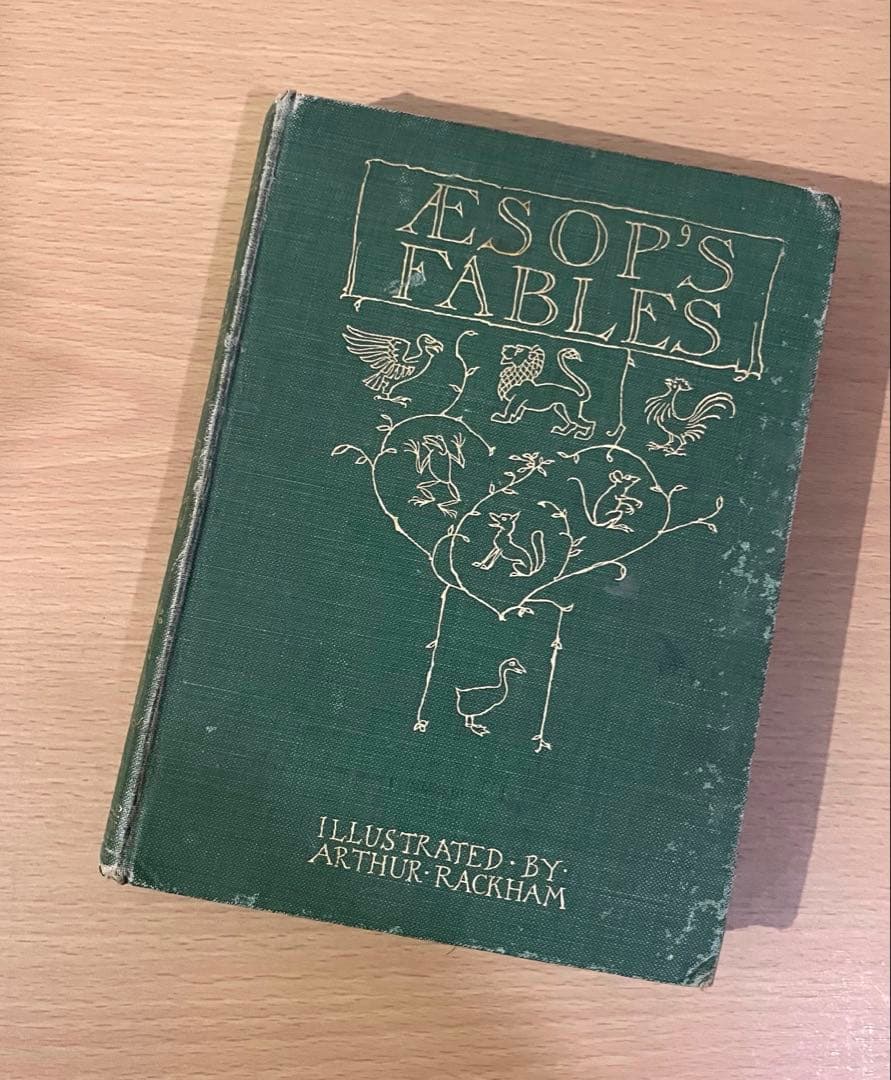 ÆSOP'S
FABLES
ILLUSTRATED·BY·
ARTHUR·RACKHAM